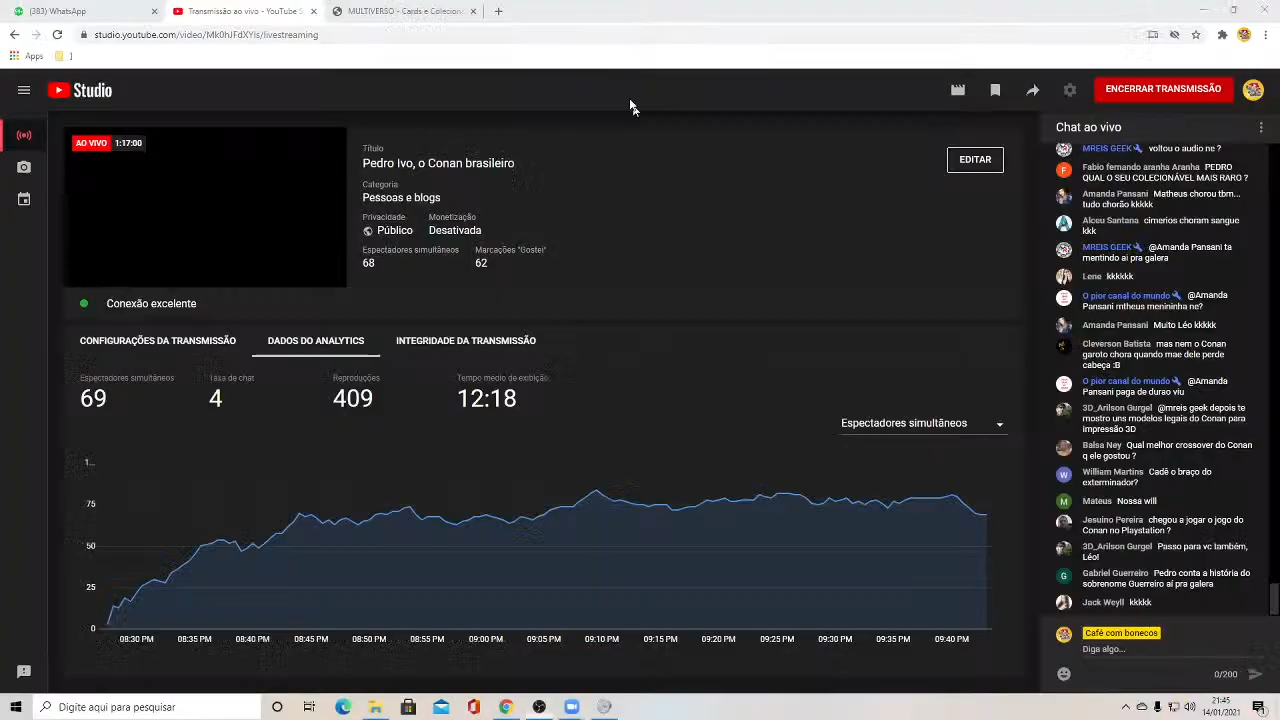 (383) WhatsApp
Transmissão ao vivo - YouTube S
MULTIVERSO - Cards e Colecion
studio.youtube.com/video/Mk0hJFdXYis/livestreaming
Apps
Studio
ENCERRAR TRANSMISSÃO
AO VIVO 1:17:00
Título
Pedro Ivo, o Conan brasileiro
EDITAR
Categoria
Pessoas e blogs
Privacidade Monetização
Público Desativada
Espectadores simultâneos Marcações "Gostei"
68 62
Conexão excelente
CONFIGURAÇÕES DA TRANSMISSÃO DADOS DO ANALYTICS INTEGRIDADE DA TRANSMISSÃO
Espectadores simultâneos Taxa de chat Reproduções Tempo médio de exibição
69 4 409 12:18
Espectadores simultâneos
1...
75
50
25
0
08:30 PM 08:35 PM 08:40 PM 08:45 PM 08:50 PM 08:55 PM 09:00 PM 09:05 PM 09:10 PM 09:15 PM 09:20 PM 09:25 PM 09:30 PM 09:35 PM 09:40 PM
Chat ao vivo
MREIS GEEK voltou o audio ne ?
Fabio fernando aranha Aranha PEDRO
QUAL O SEU COLECIONÁVEL MAIS RARO ?
Amanda Pansani Matheus chorou tbm...
tudo chorão kkkkk
Alceu Santana cimerios choram sangue
kkk
MREIS GEEK @Amanda Pansani ta
mentindo ai pra galera
Lene kkkkkk
O pior canal do mundo @Amanda
Pansani mtheus menininha ne?
Amanda Pansani Muito Léo kkkkk
Cleverson Batista mas nem o Conan
garoto chora quando mae dele perde
cabeça :B
O pior canal do mundo @Amanda
Pansani paga de durao viu
3D_Arilson Gurgel @mreis geek depois te
mostro uns modelos legais do Conan para
impressão 3D
Balsa Ney Qual melhor crossover do Conan
q ele gostou ?
William Martins Cadê o braço do
exterminador?
Mateus Nossa will
Jesuino Pereira chegou a jogar o jogo do
Conan no Playstation ?
3D_Arilson Gurgel Passo para vc também,
Léo!
Gabriel Guerreiro Pedro conta a história do
sobrenome Guerreiro aí pra galera
Jack Weyll kkkkk
Café com bonecos
Diga algo...
0/200
Digite aqui para pesquisar
21:45
14/01/2021